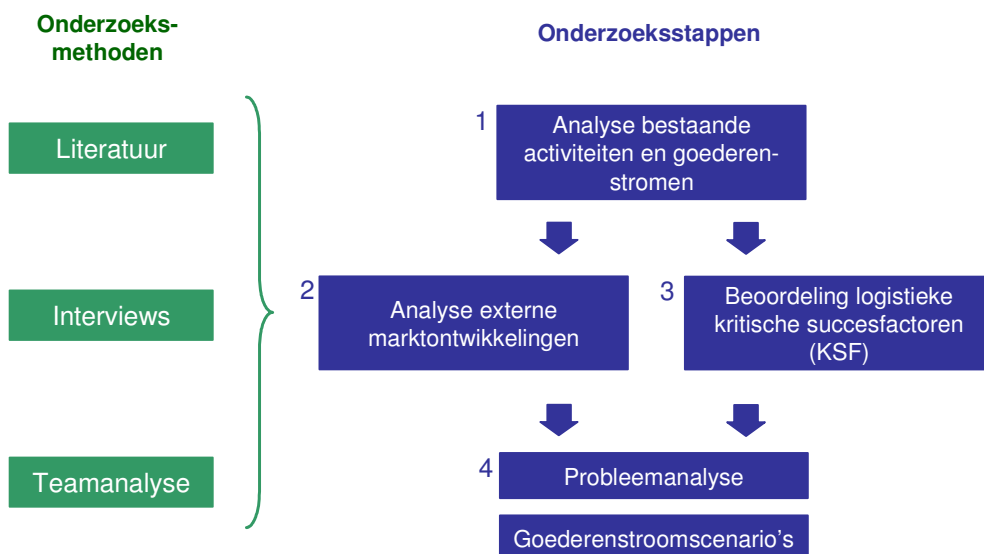 Onderzoeks-
methoden
Onderzoeksstappen
Literatuur
Interviews
Teamanalyse
1
Analyse bestaande
activiteiten en goederen-
stromen
2
Analyse externe
marktontwikkelingen
3
Beoordeling logistieke
kritische succesfactoren
(KSF)
4
Probleemanalyse
Goederenstroomscenario's